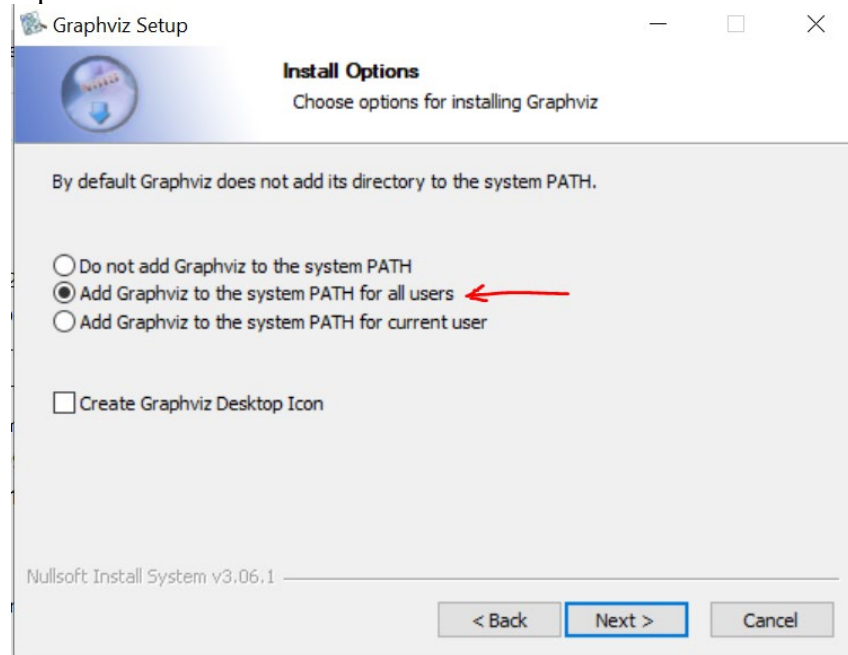 Graphviz Setup
Install Options
Choose options for installing Graphviz
By default Graphviz does not add its directory to the system PATH.
Do not add Graphviz to the system PATH
Add Graphviz to the system PATH for all users
Add Graphviz to the system PATH for current user
Create Graphviz Desktop Icon
Nullsoft Install System v3.06.1
< Back Next > Cancel